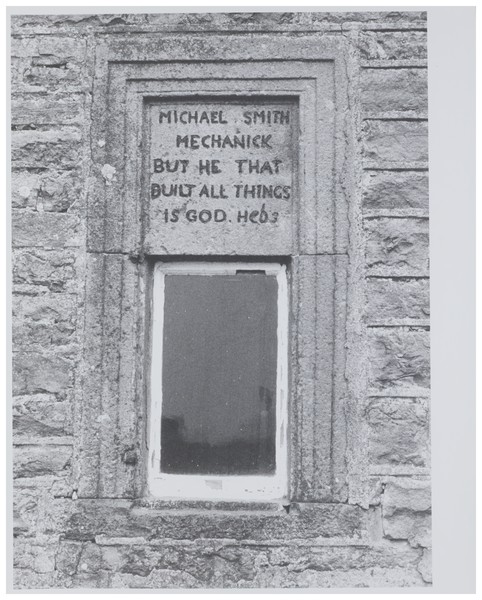 MICHAEL SMITH
MECHANICK
BUT HE THAT
BUILT ALL THINGS
IS GOD. Heb3